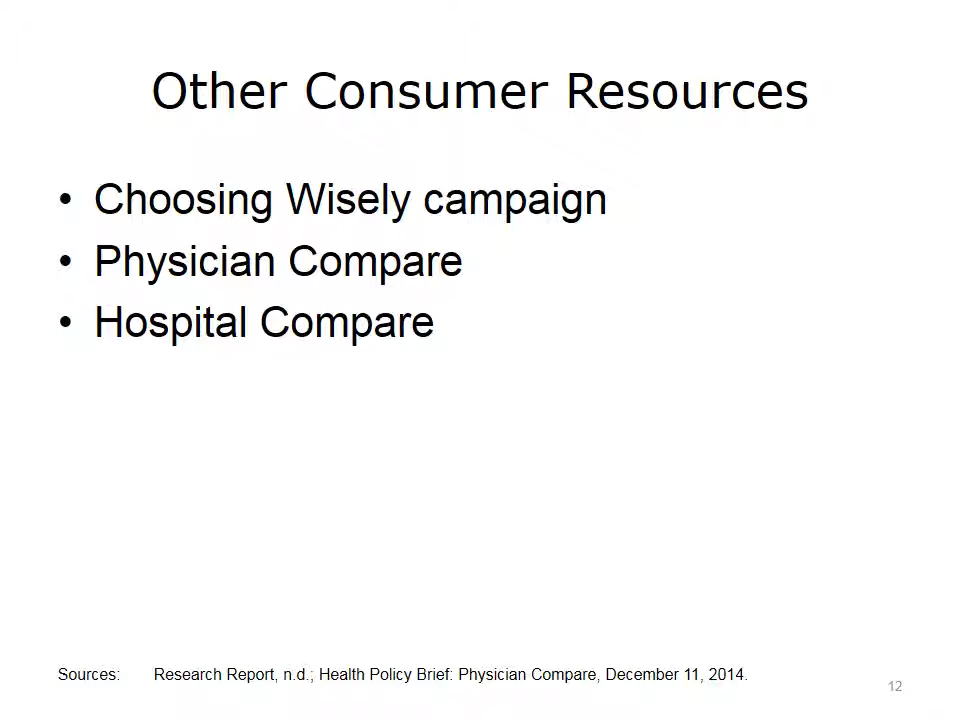 Other Consumer Resources
• Choosing Wisely campaign
• Physician Compare
• Hospital Compare
Sources: Research Report, n.d.; Health Policy Brief: Physician Compare, December 11, 2014.
12